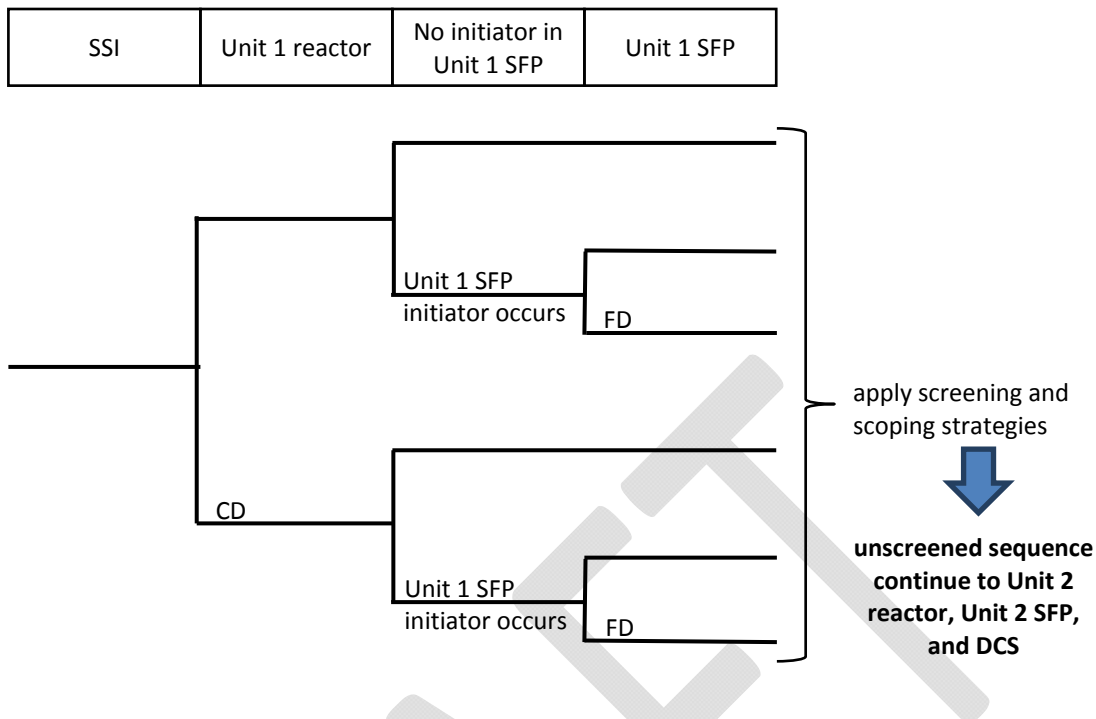 SSI
Unit 1 reactor
No initiator in
Unit 1 SFP
Unit 1 SFP
Unit 1 SFP
initiator occurs
FD
apply screening and
scoping strategies
CD
unscreened sequence
continue to Unit 2
reactor, Unit 2 SFP,
and DCS
Unit 1 SFP
initiator occurs
FD